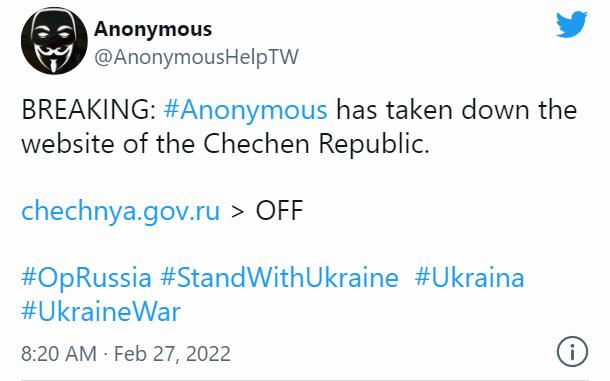 Anonymous
@AnonymousHelpTW
BREAKING: #Anonymous has taken down the
website of the Chechen Republic.
chechnya.gov.ru > OFF
#OpRussia #StandWithUkraine #Ukraina
#UkraineWar
8:20 AM · Feb 27, 2022